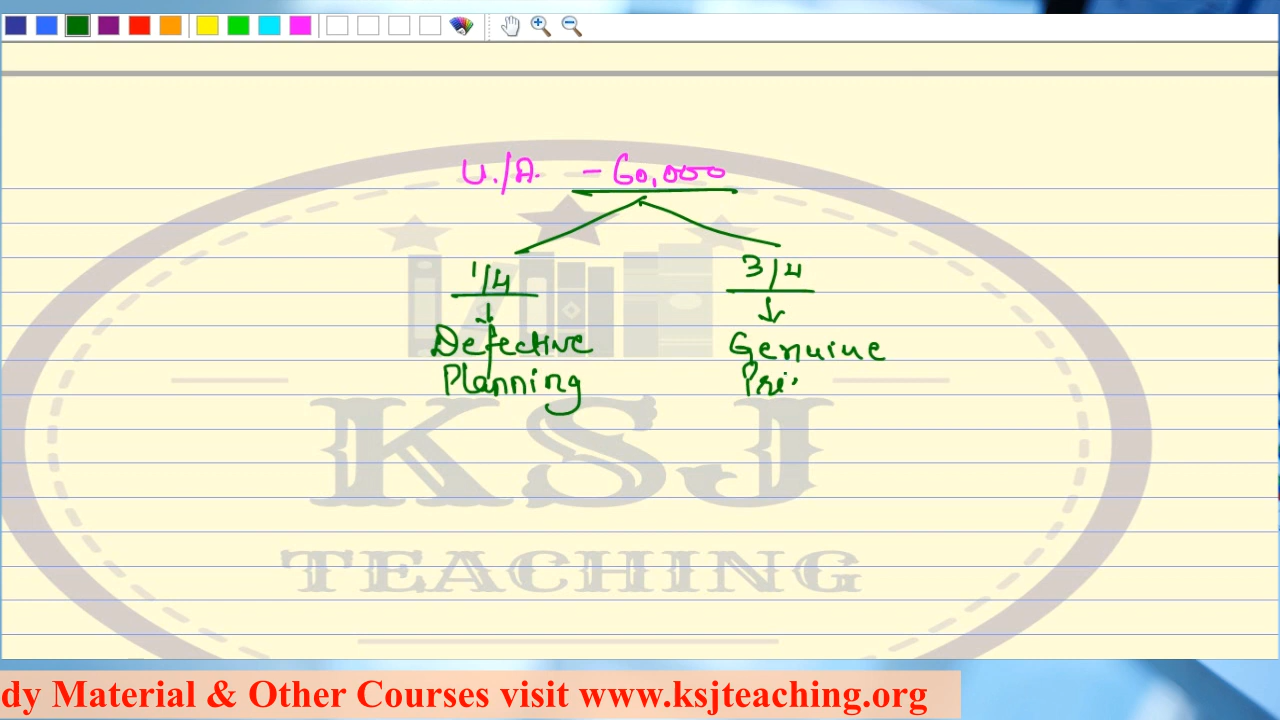 U./A. - 60,000
1/4 3/4
Defective Genuine
Planning Pri
KSJ
TEACHING
dy Material & Other Courses visit www.ksjteaching.org